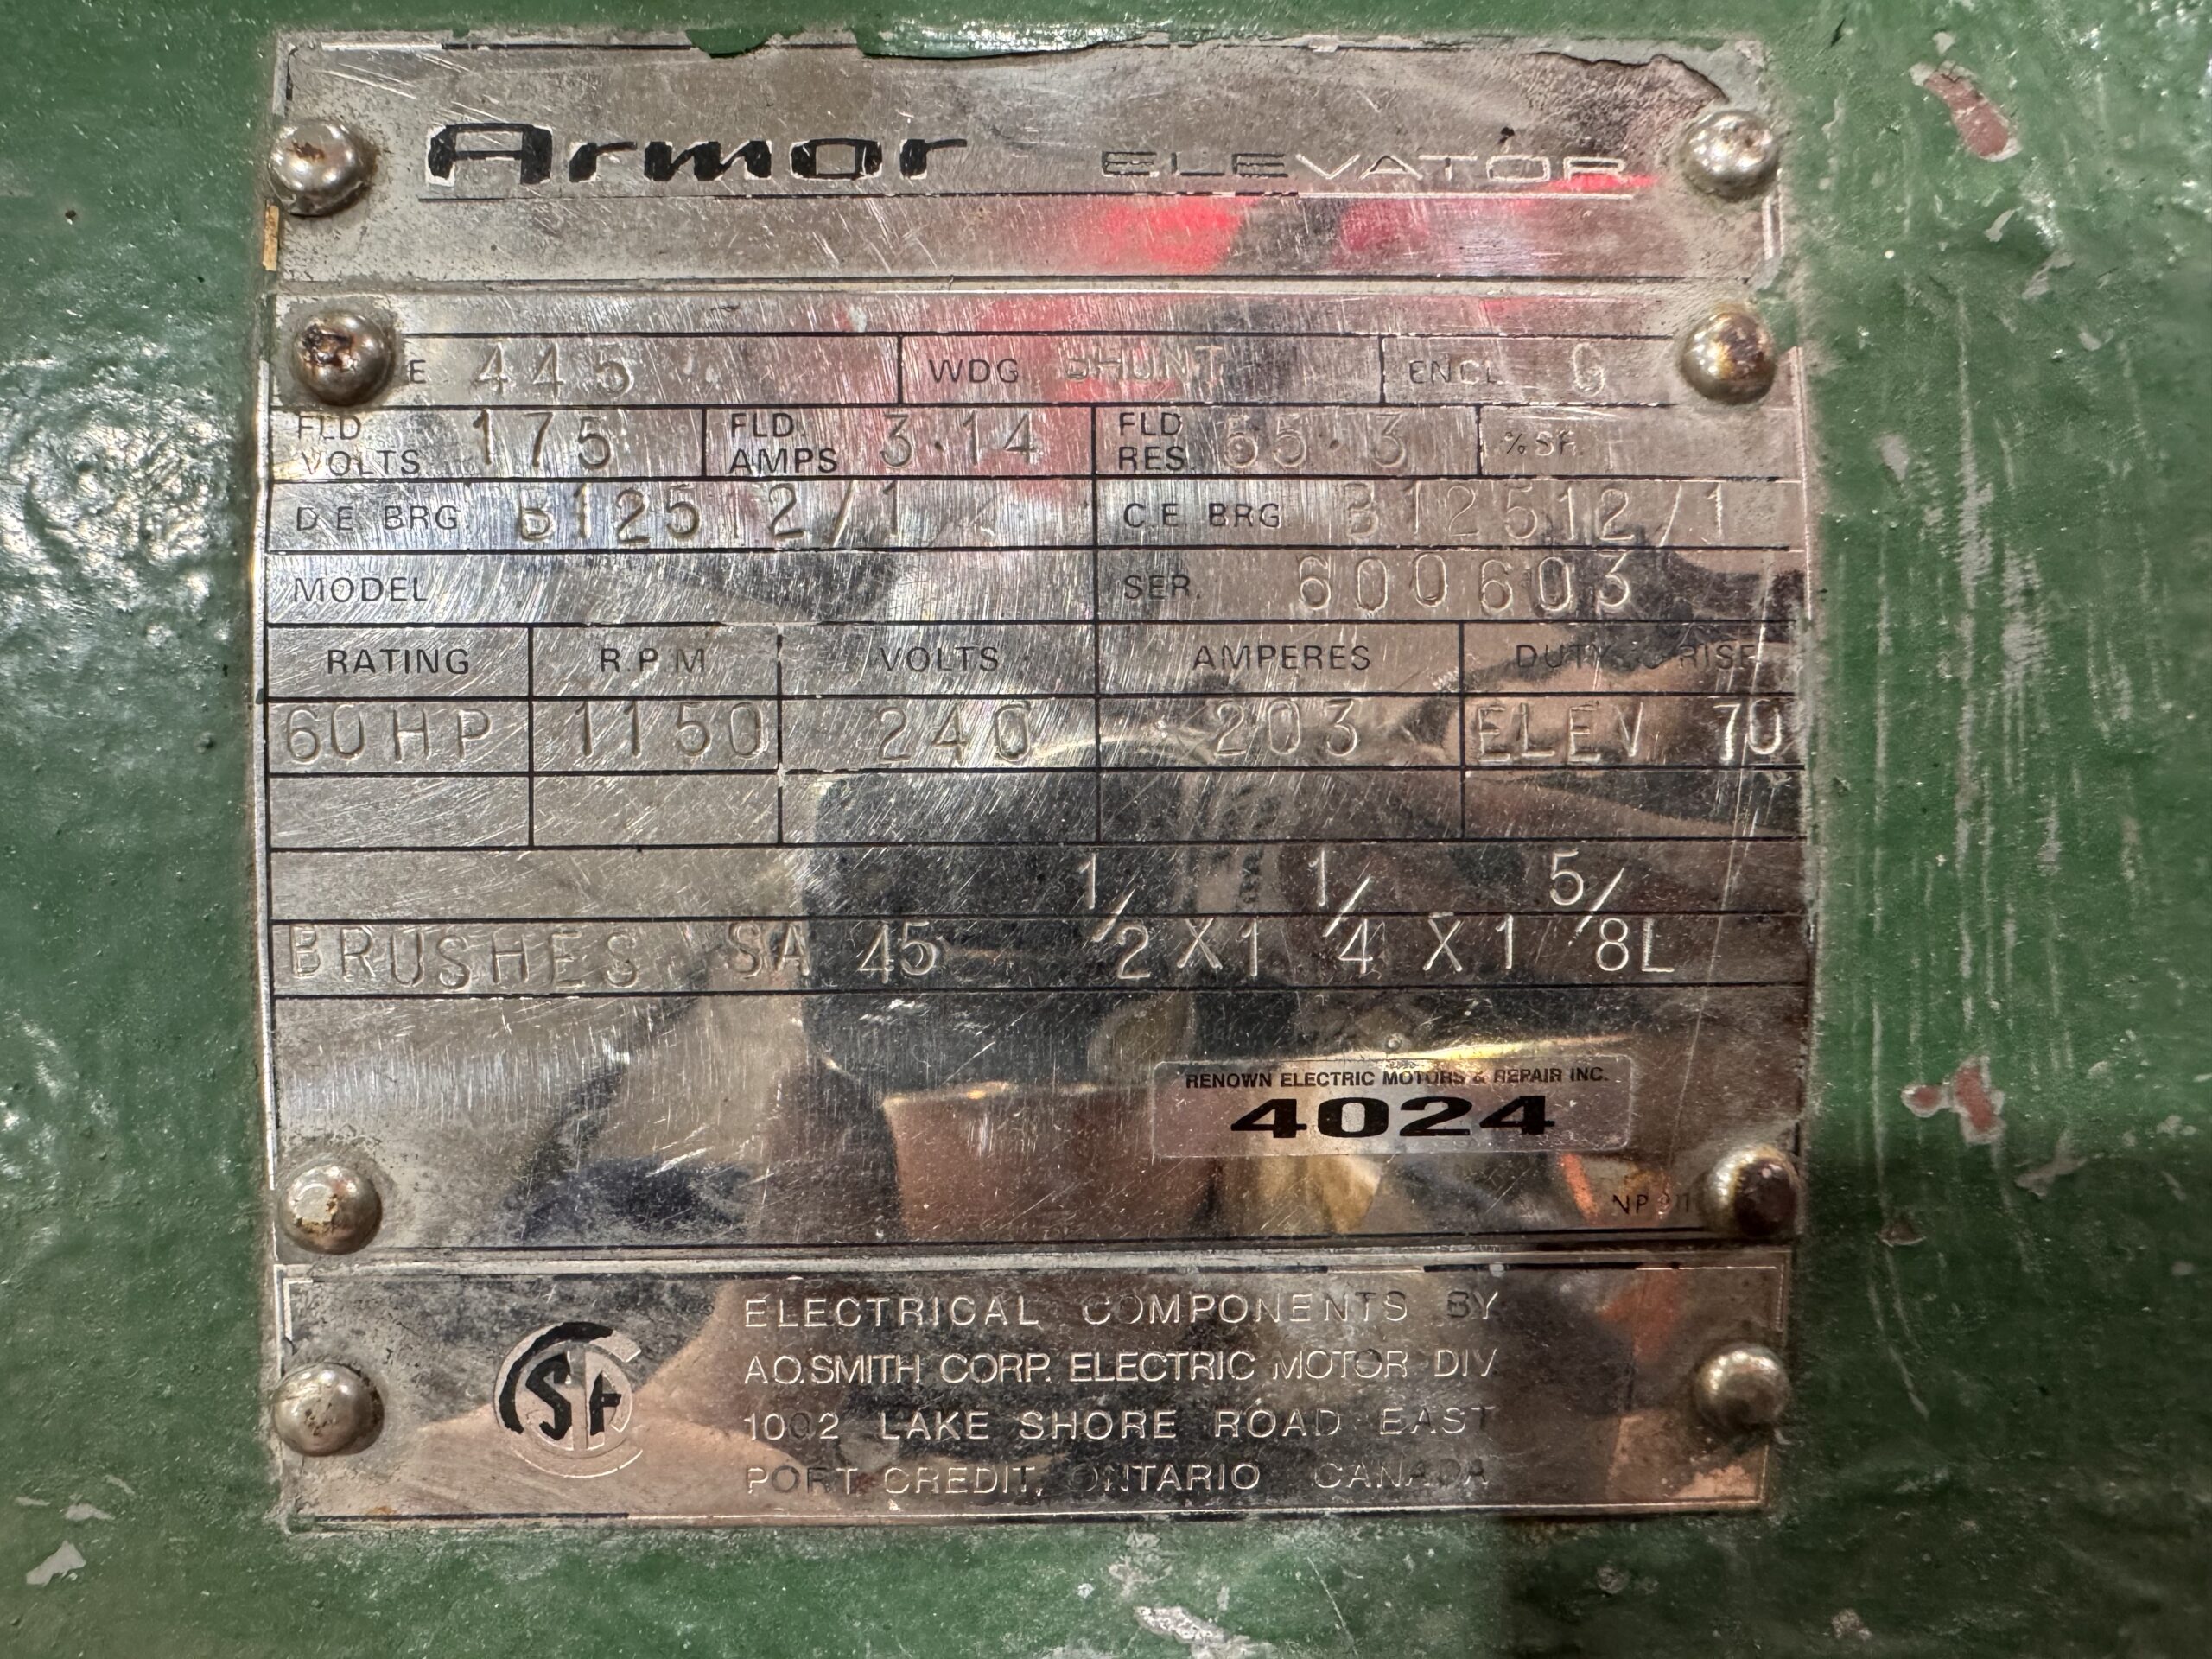 Armor ELEVATOR
E 445 WDG SHUNT ENCL G
FLD. VOLTS 175 FLD. AMPS 3.14 FLD RES. 55.3 % SF.
D.E. BRG. B12512/1 C.E. BRG B12512/1
MODEL SER. 600603
RATING R.P.M. VOLTS AMPERES DUTY RISE
60HP 1150 240 203 ELEV 70
BRUSHES SA 45 1/2 X 1 1/4 X 1 5/8L
RENOWN ELECTRIC MOTORS & REPAIR INC.
4024
NP
ELECTRICAL COMPONENTS BY
A.O. SMITH CORP. ELECTRIC MOTOR DIV
1002 LAKE SHORE ROAD EAST
PORT CREDIT, ONTARIO CANADA